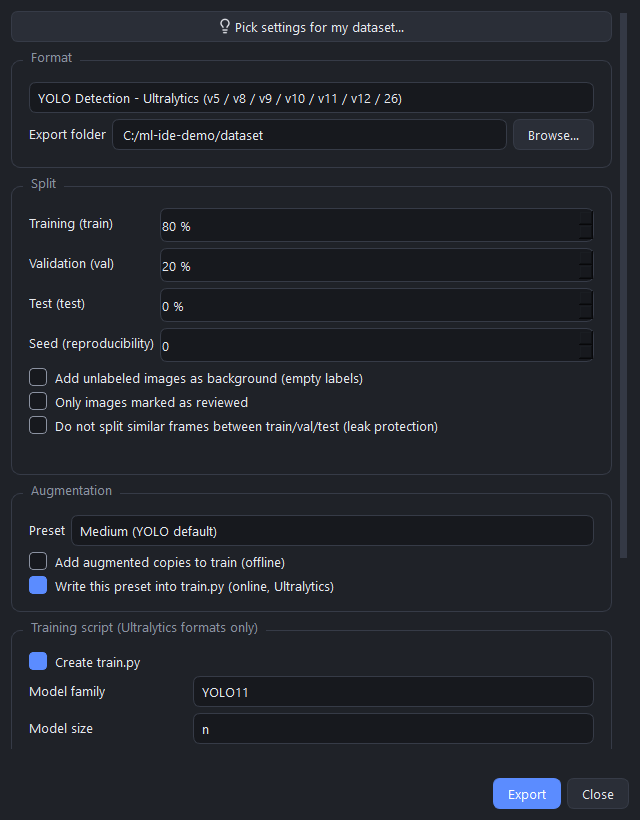 Pick settings for my dataset...
Format
YOLO Detection - Ultralytics (v5 / v8 / v9 / v10 / v11 / v12 / 26)
Export folder C:/ml-ide-demo/dataset Browse...
Split
Training (train) 80 %
Validation (val) 20 %
Test (test) 0 %
Seed (reproducibility) 0
Add unlabeled images as background (empty labels)
Only images marked as reviewed
Do not split similar frames between train/val/test (leak protection)
Augmentation
Preset Medium (YOLO default)
Add augmented copies to train (offline)
Write this preset into train.py (online, Ultralytics)
Training script (Ultralytics formats only)
Create train.py
Model family YOLO11
Model size n
Export Close